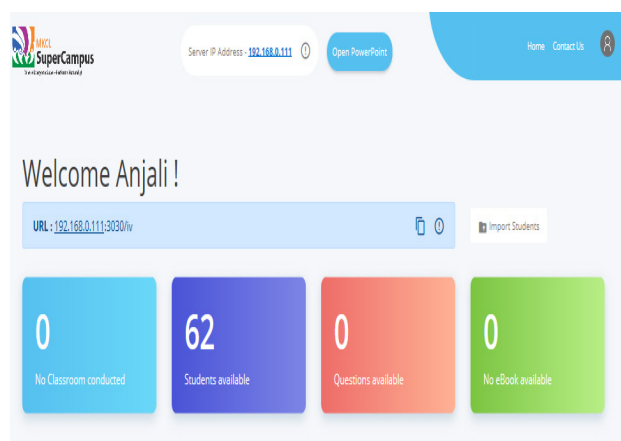 MKCL
SuperCampus
Server IP Address - 192.168.0.111
Open PowerPoint
Home Contact Us
Welcome Anjali !
URL : 192.168.0.111:3030/iv
Import Students
0
No Classroom conducted
62
Students available
0
Questions available
0
No eBook available